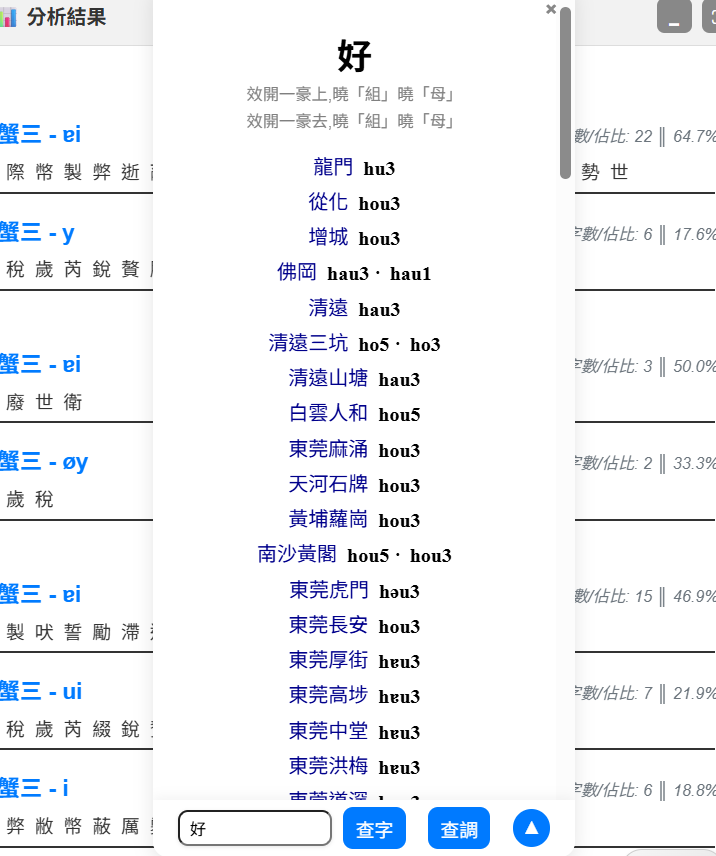 分析結果
×
好
效開一豪上,曉「組」曉「母」
效開一豪去,曉「組」曉「母」
龍門 hu3
從化 hou3
增城 hou3
佛岡 hau3 · hau1
清遠 hau3
清遠三坑 ho5 · ho3
清遠山塘 hau3
白雲人和 hou5
東莞麻涌 hou3
天河石牌 hou3
黃埔蘿崗 hou3
南沙黃閣 hou5 · hou3
東莞虎門 həu3
東莞長安 hou3
東莞厚街 hɐu3
東莞高埗 hɐu3
東莞中堂 hɐu3
東莞洪梅 hɐu3
好
查字
查調
▲
蟹三 - ɐi
數/佔比: 22 ‖ 64.7%
際 幣 製 弊 逝
勢 世
蟹三 - y
字數/佔比: 6 ‖ 17.6%
稅 歲 芮 銳 贅
蟹三 - ɐi
字數/佔比: 3 ‖ 50.0%
廢 世 衛
蟹三 - øy
字數/佔比: 2 ‖ 33.3%
歲 稅
蟹三 - ɐi
數/佔比: 15 ‖ 46.9%
製 吠 誓 勵 滯
蟹三 - ui
字數/佔比: 7 ‖ 21.9%
稅 歲 芮 綴 銳
蟹三 - i
字數/佔比: 6 ‖ 18.8%
弊 敝 幣 蔽 厲